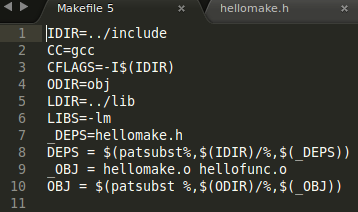 Makefile 5
hellomake.h
1 IDIR=../include
2 CC=gcc
3 CFLAGS=-I$(IDIR)
4 ODIR=obj
5 LDIR=../lib
6 LIBS=-lm
7 _DEPS=hellomake.h
8 DEPS = $(patsubst%,$(IDIR)/%,$(_DEPS))
9 _OBJ = hellomake.o hellofunc.o
10 OBJ = $(patsubst %,$(ODIR)/%,$(_OBJ))
11